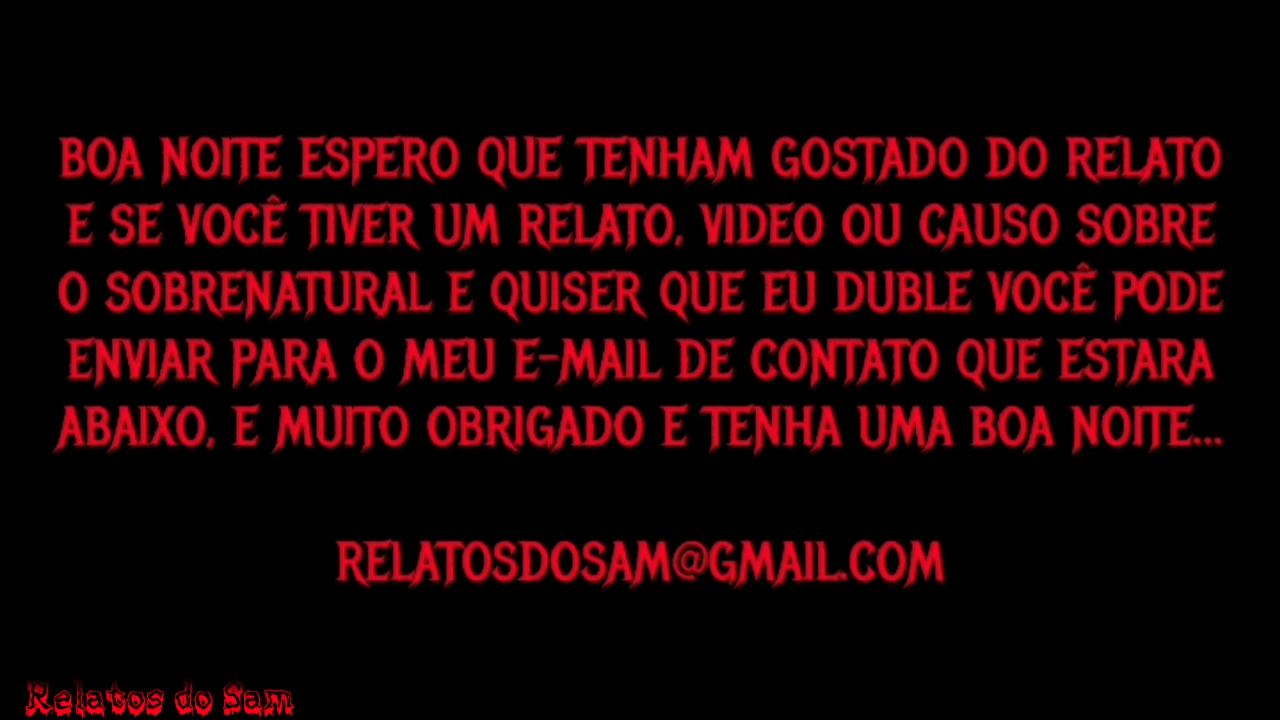 BOA NOITE ESPERO QUE TENHAM GOSTADO DO RELATO
E SE VOCÊ TIVER UM RELATO, VIDEO OU CAUSO SOBRE
O SOBRENATURAL E QUISER QUE EU DUBLE VOCÊ PODE
ENVIAR PARA O MEU E-MAIL DE CONTATO QUE ESTARA
ABAIXO, E MUITO OBRIGADO E TENHA UMA BOA NOITE...
RELATOSDOSAM@GMAIL.COM
Relatos do Sam